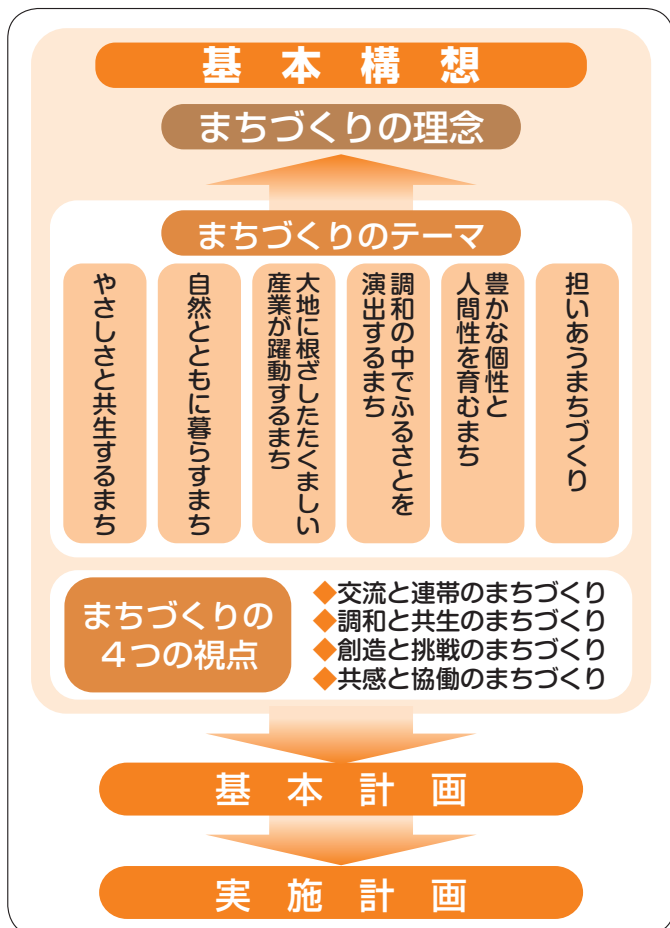 基本構想
まちづくりの理念
まちづくりのテーマ
やさしさと共生するまち
自然とともに暮らすまち
大地に根ざしたたくましい
産業が躍動するまち
調和の中でふるさとを
演出するまち
豊かな個性と
人間性を育むまち
担いあうまちづくり
まちづくりの
4つの視点
◆交流と連帯のまちづくり
◆調和と共生のまちづくり
◆創造と挑戦のまちづくり
◆共感と協働のまちづくり
基本計画
実施計画